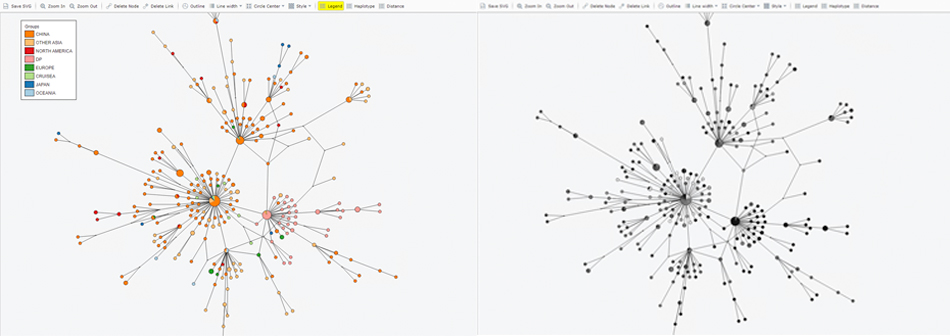 Save SVG Zoom In Zoom Out Delete Node Delete Link Outline Line width Circle Center Style Legend Haplotype Distance
Save SVG Zoom In Zoom Out Delete Node Delete Link Outline Line width Circle Center Style Legend Haplotype Distance
Groups
CHINA
OTHER ASIA
NORTH AMERICA
DP
EUROPE
CRUISEA
JAPAN
OCEANIA